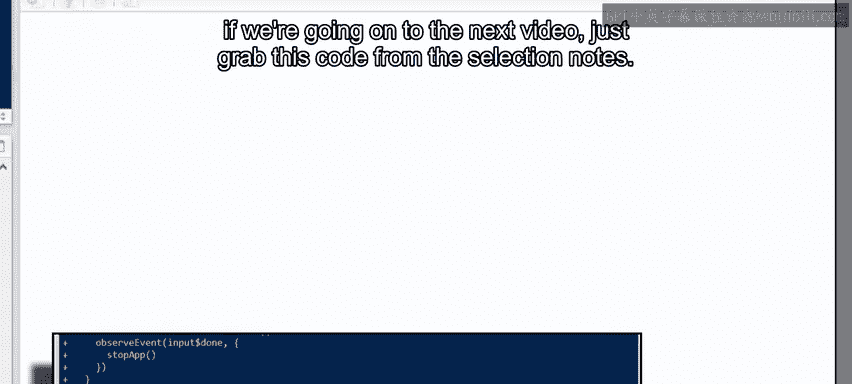 if we're going on to the next video, just
grab this code from the selection notes.
+ observeEvent(input$done, {
+ stopApp()
+ })
+ }